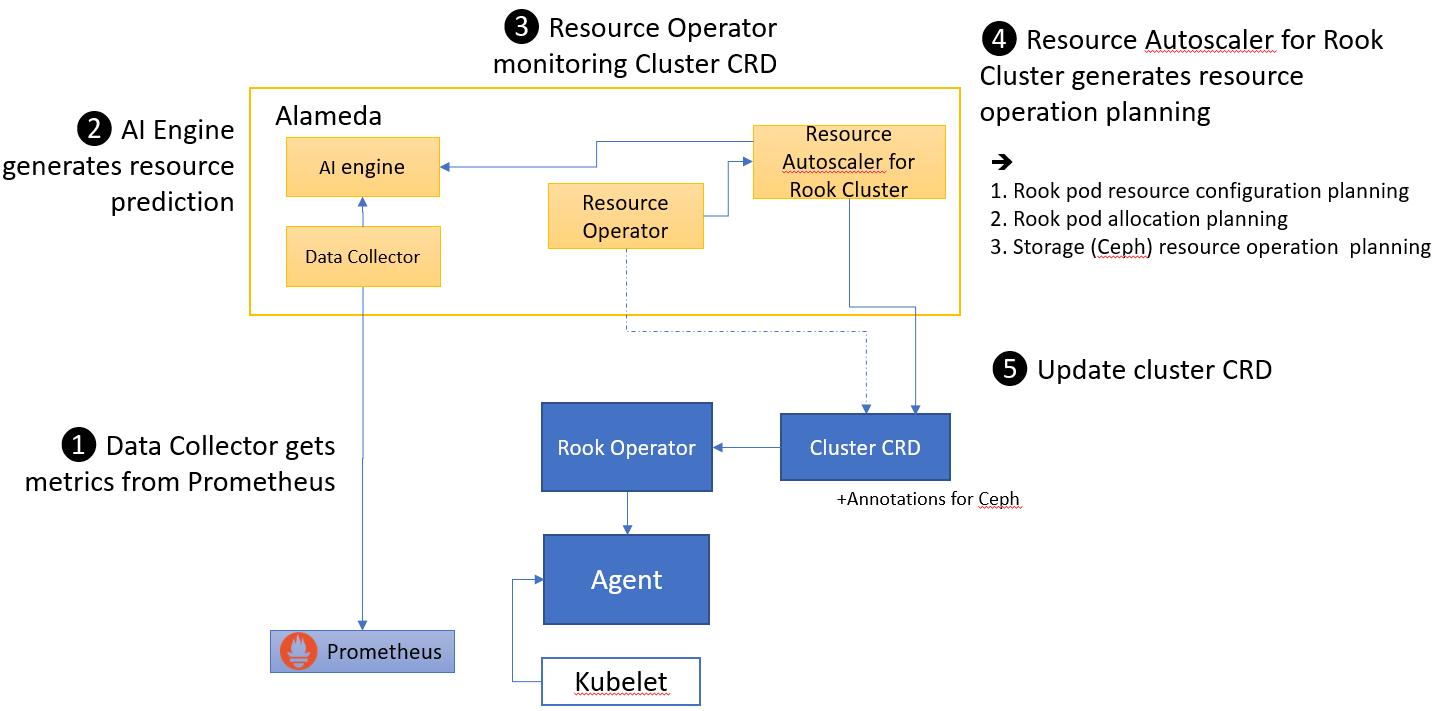 ❸ Resource Operator
monitoring Cluster CRD
❹ Resource Autoscaler for Rook
Cluster generates resource
operation planning
➔
1. Rook pod resource configuration planning
2. Rook pod allocation planning
3. Storage (Ceph) resource operation planning
❷ AI Engine
generates resource
prediction
Alameda
AI engine
Data Collector
Resource
Operator
Resource
Autoscaler for
Rook Cluster
❺ Update cluster CRD
❶ Data Collector gets
metrics from Prometheus
Rook Operator
Cluster CRD
+Annotations for Ceph
Agent
Prometheus
Kubelet